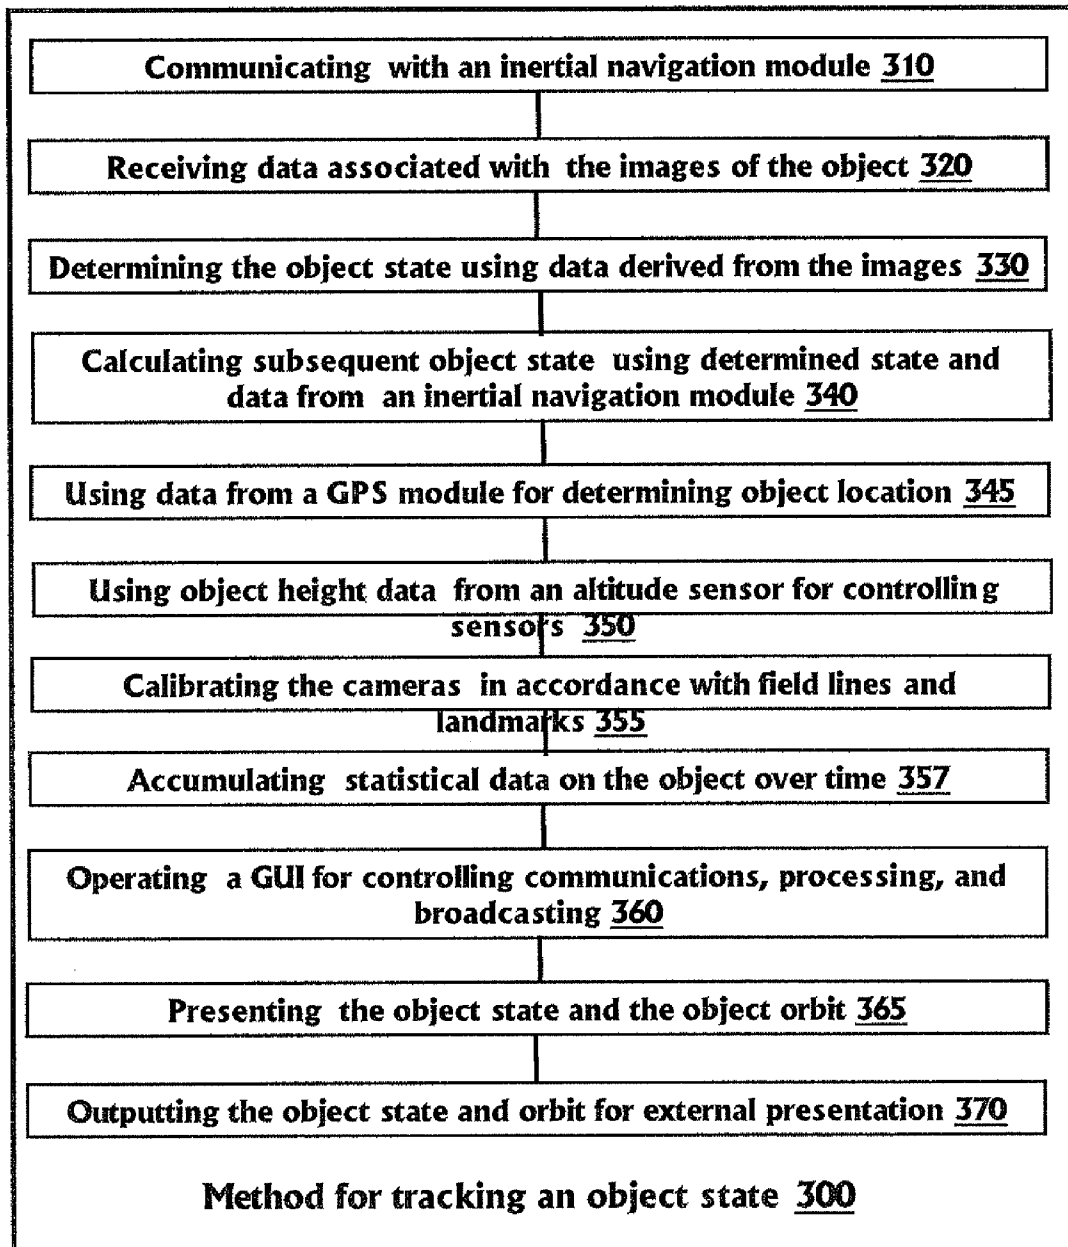 Communicating with an inertial navigation module 310
Receiving data associated with the images of the object 320
Determining the object state using data derived from the images 330
Calculating subsequent object state using determined state and
data from an inertial navigation module 340
Using data from a GPS module for determining object location 345
Using object height data from an altitude sensor for controlling
sensors 350
Calibrating the cameras in accordance with field lines and
landmarks 355
Accumulating statistical data on the object over time 357
Operating a GUI for controlling communications, processing, and
broadcasting 360
Presenting the object state and the object orbit 365
Outputting the object state and orbit for external presentation 370
Method for tracking an object state 300